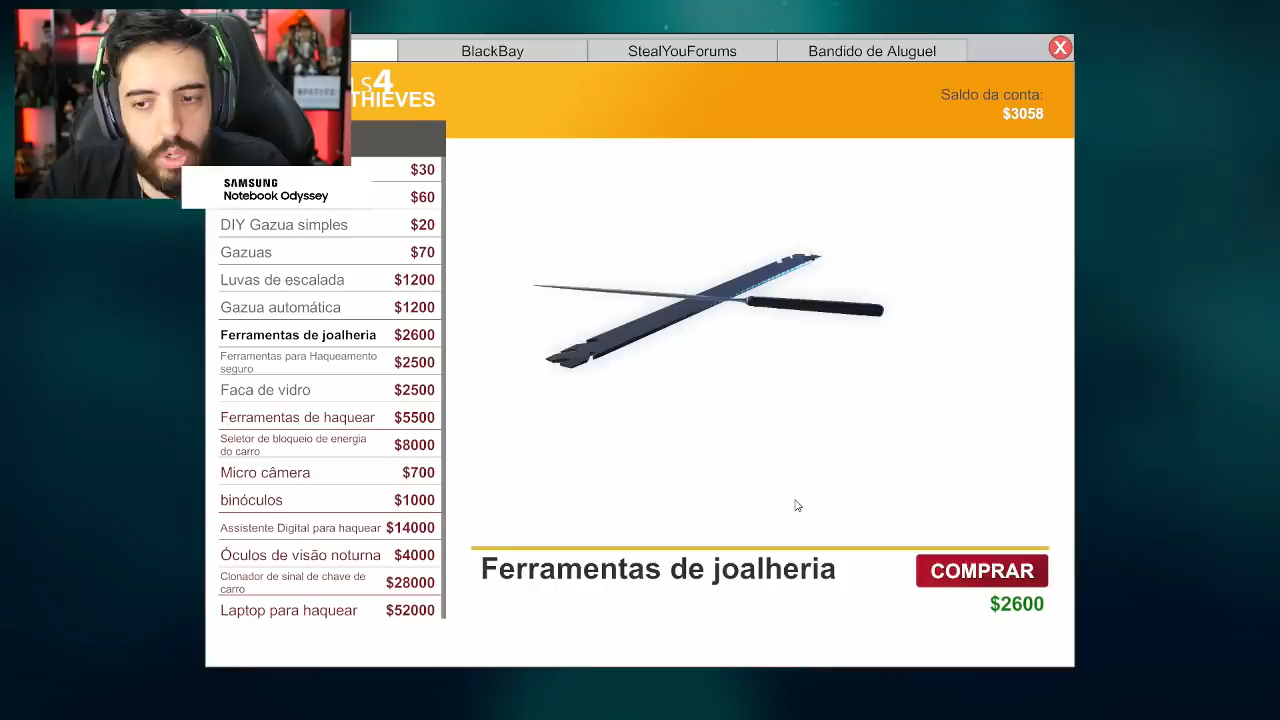 BlackBay
StealYouForums
Bandido de Aluguel
X
LS4
THIEVES
Saldo da conta:
$3058
SAMSUNG
Notebook Odyssey
$30
$60
DIY Gazua simples $20
Gazuas $70
Luvas de escalada $1200
Gazua automática $1200
Ferramentas de joalheria $2600
Ferramentas para Haqueamento
seguro $2500
Faca de vidro $2500
Ferramentas de haquear $5500
Seletor de bloqueio de energia
do carro $8000
Micro câmera $700
binóculos $1000
Assistente Digital para haquear $14000
Óculos de visão noturna $4000
Clonador de sinal de chave de
carro $28000
Laptop para haquear $52000
Ferramentas de joalheria
COMPRAR
$2600